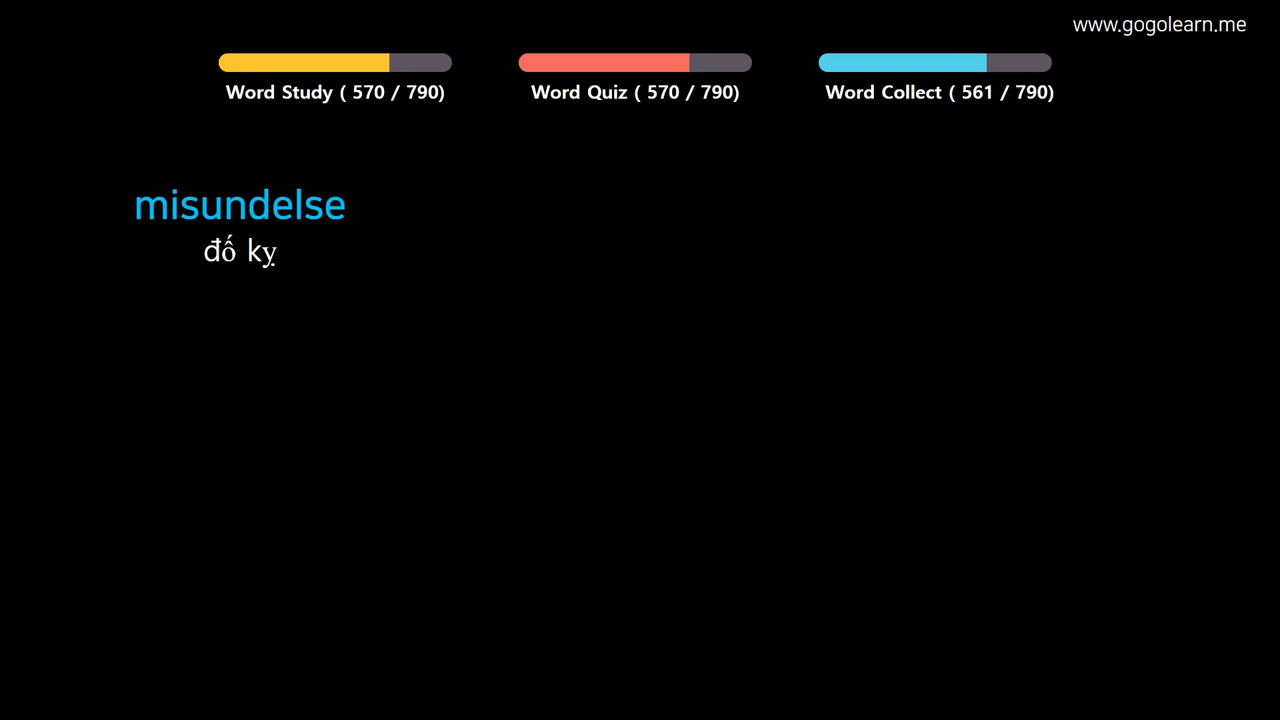 www.gogolearn.me
Word Study ( 570 / 790)
Word Quiz ( 570 / 790)
Word Collect ( 561 / 790)
misundelse
đố kỵ